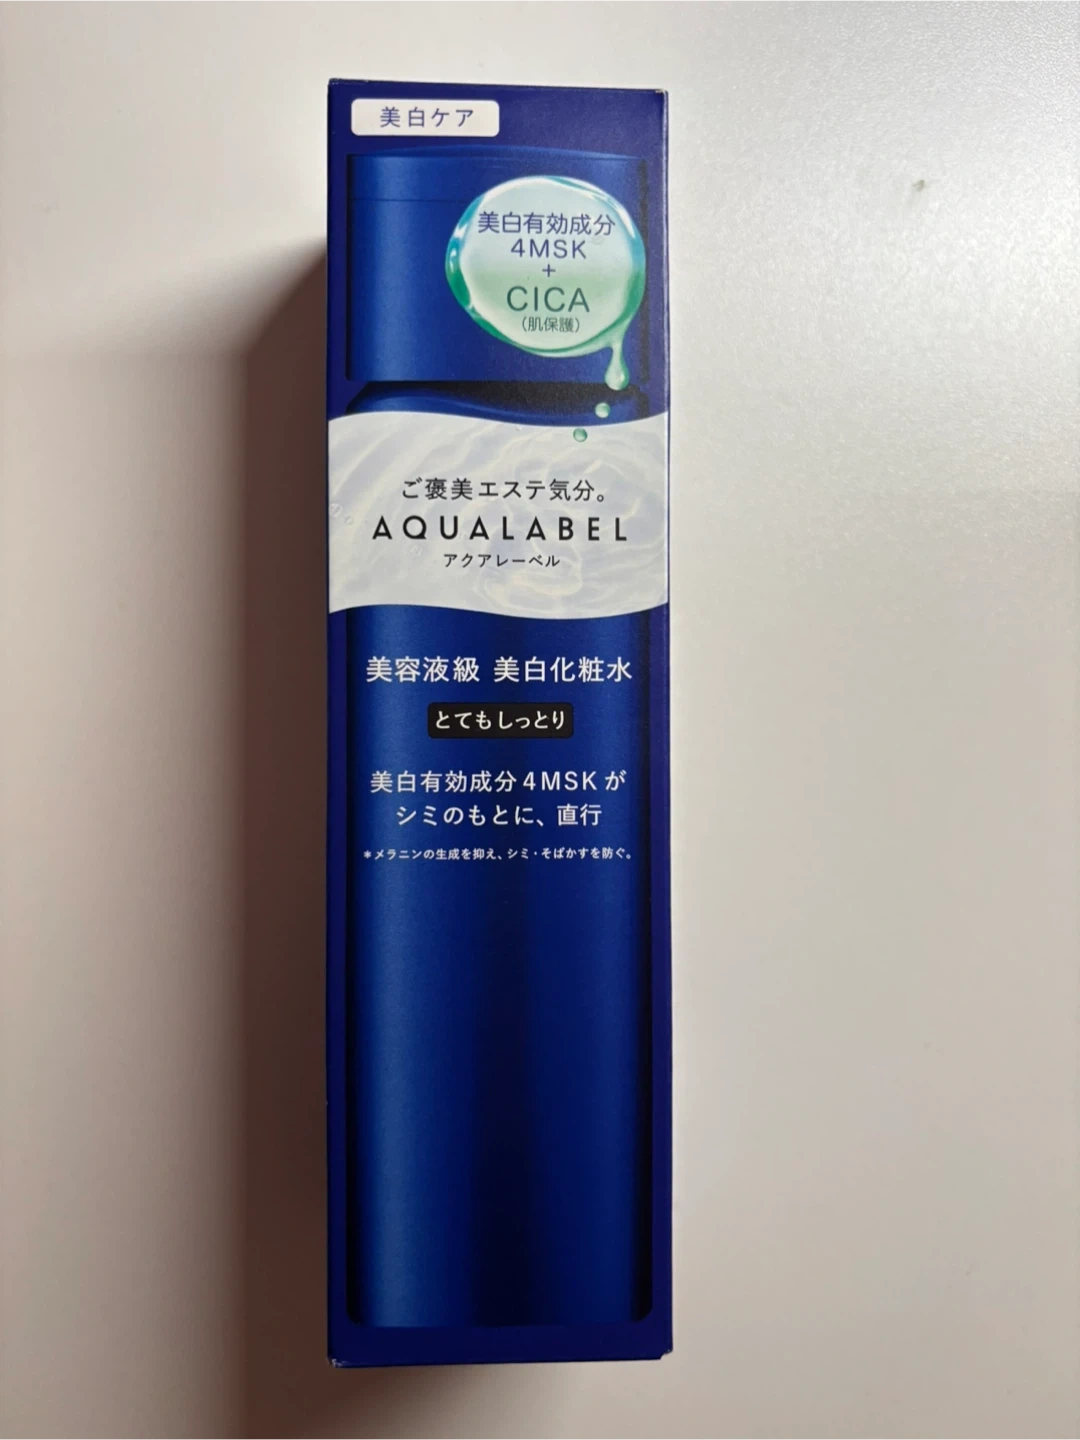 美白ケア
美白有効成分
4MSK
+
CICA
(肌保護)
ご褒美エステ気分。
AQUALABEL
アクアレーベル
美容液級 美白化粧水
とてもしっとり
美白有効成分4MSKが
シミのもとに、直行
*メラニンの生成を抑え、シミ・そばかすを防ぐ。